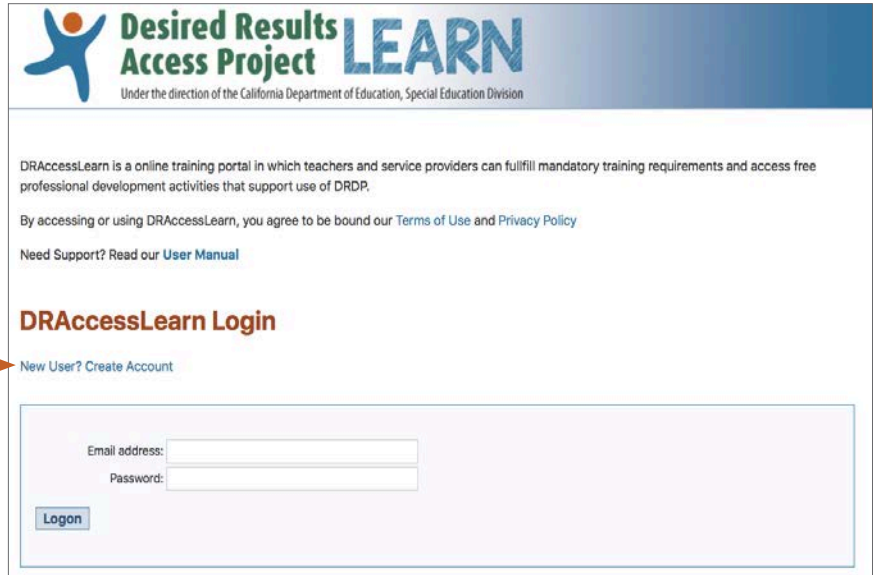 Desired Results
Access Project
LEARN
Under the direction of the California Department of Education, Special Education Division
DRAccessLearn is a online training portal in which teachers and service providers can fullfill mandatory training requirements and access free
professional development activities that support use of DRDP.
By accessing or using DRAccessLearn, you agree to be bound our Terms of Use and Privacy Policy
Need Support? Read our User Manual
DRAccessLearn Login
New User? Create Account
Email address:
Password:
Logon